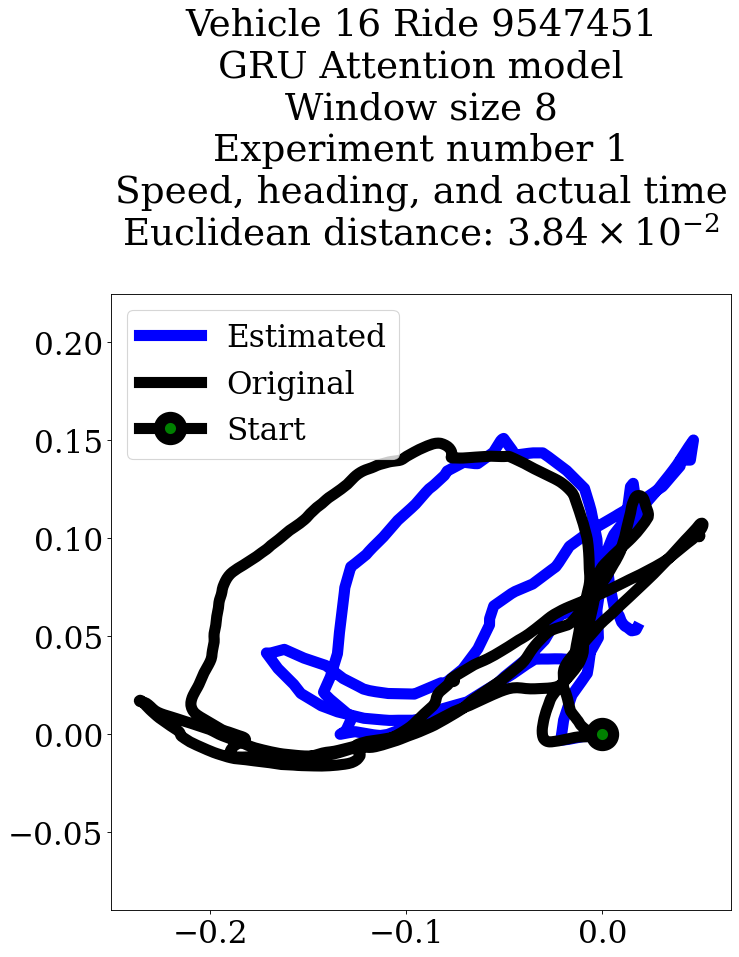 Vehicle 16 Ride 9547451
GRU Attention model
Window size 8
Experiment number 1
Speed, heading, and actual time
Euclidean distance: 3.84 × 10⁻²
Estimated
Original
Start
0.20
0.15
0.10
0.05
0.00
−0.05
−0.2
−0.1
0.0